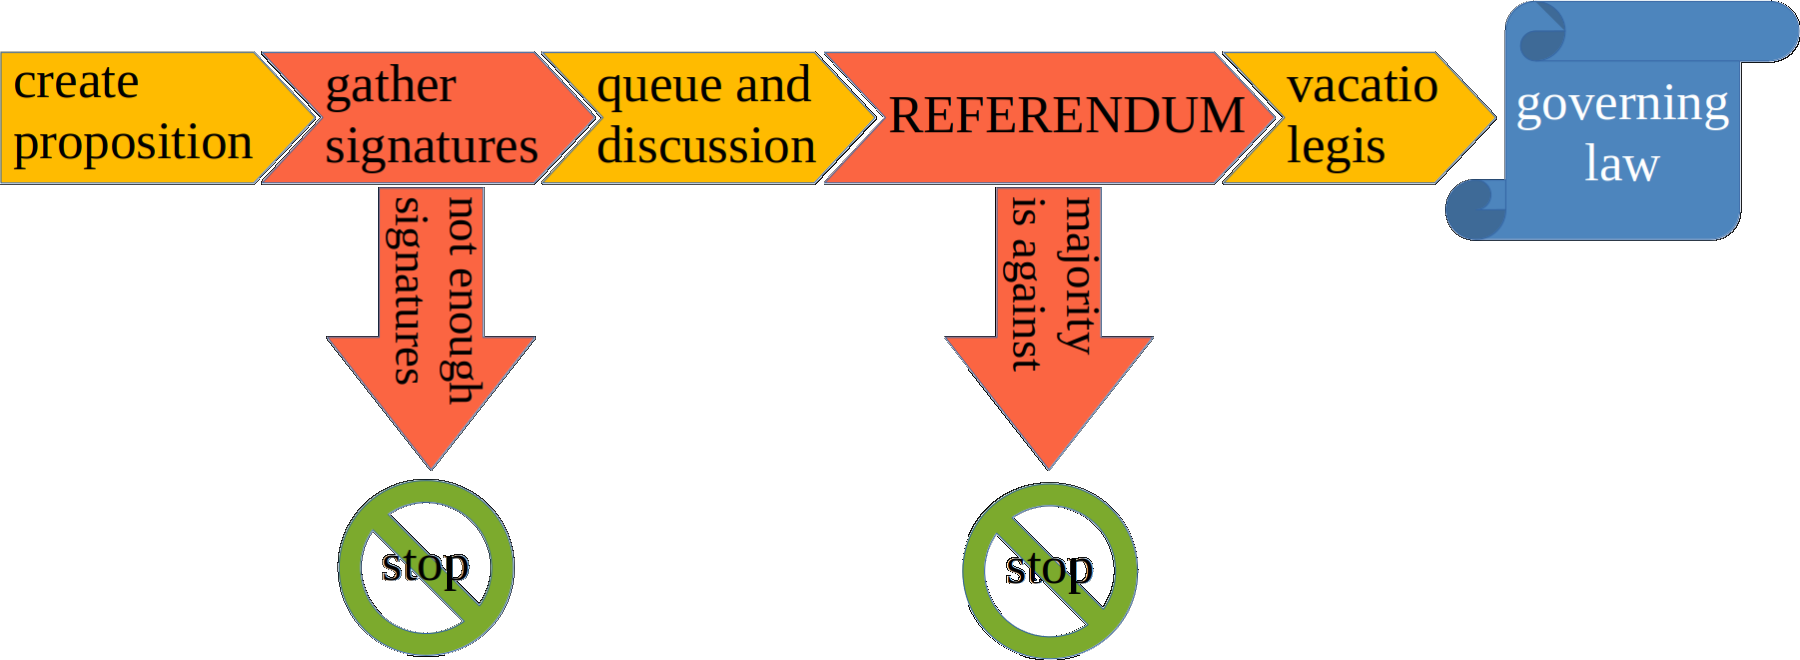 create
proposition
gather
signatures
queue and
discussion
REFERENDUM
vacatio
legis
governing
law
not enough
signatures
majority
is against
stop
stop